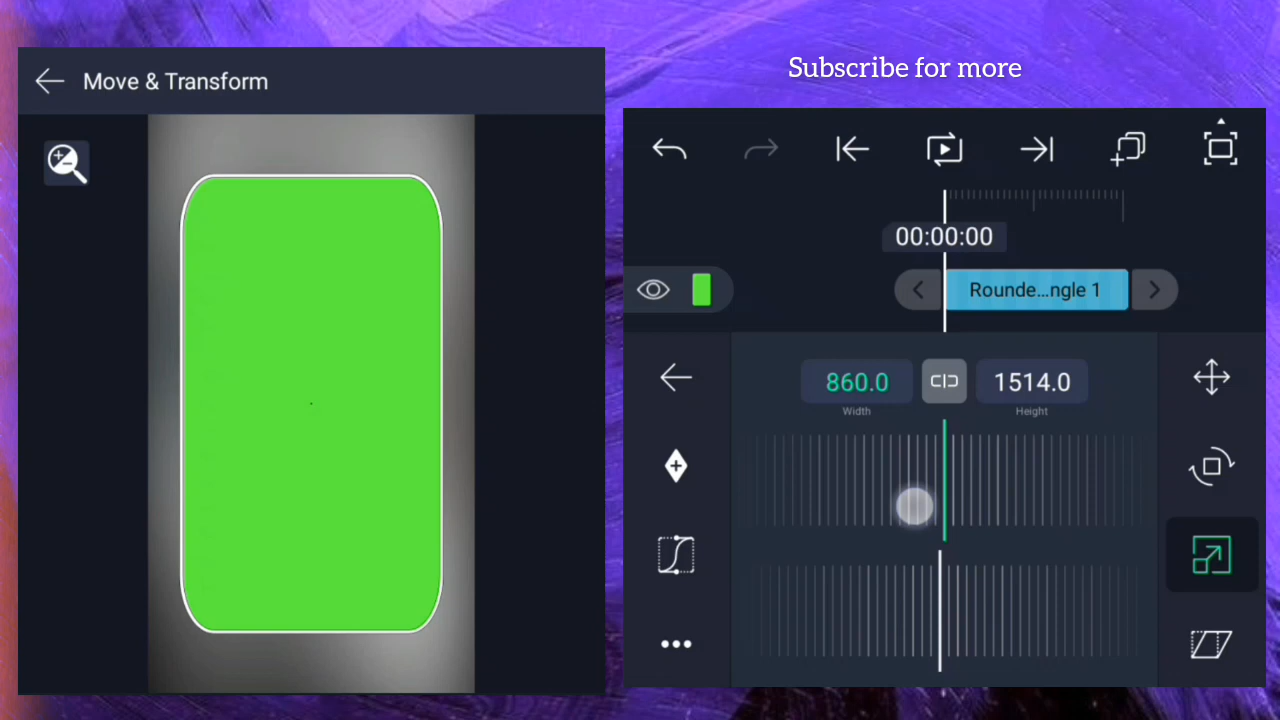 Subscribe for more
Move & Transform
00:00:00
Rounde...ngle 1
860.0
1514.0
Width
Height